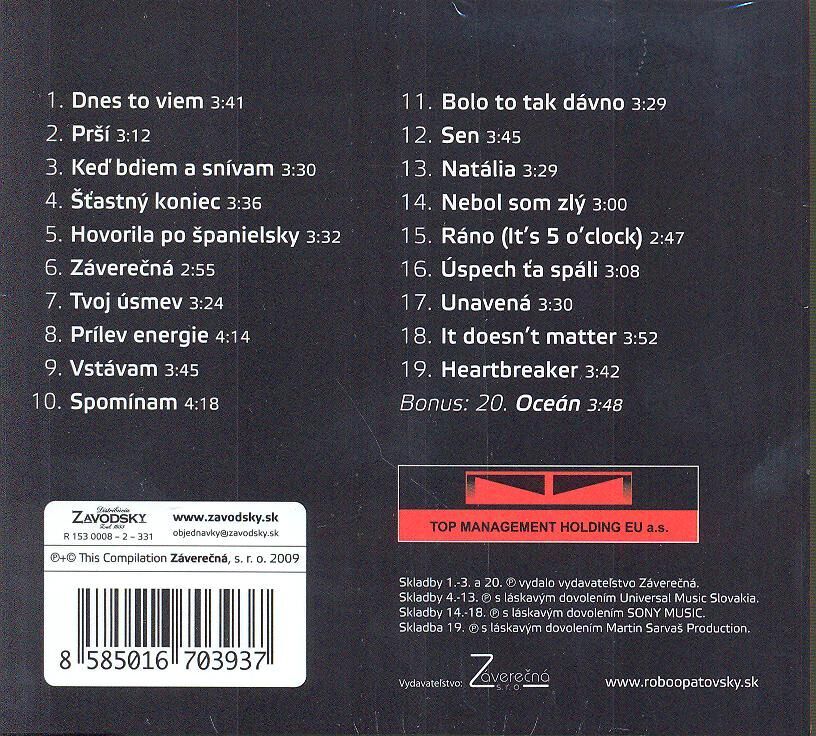 1. Dnes to viem 3:41
2. Prší 3:12
3. Keď bdiem a snívam 3:30
4. Šťastný koniec 3:36
5. Hovorila po španielsky 3:32
6. Záverečná 2:55
7. Tvoj úsmev 3:24
8. Prílev energie 4:14
9. Vstávam 3:45
10. Spomínam 4:18
11. Bolo to tak dávno 3:29
12. Sen 3:45
13. Natália 3:29
14. Nebol som zlý 3:00
15. Ráno (It's 5 o'clock) 2:47
16. Úspech ťa spáli 3:08
17. Unavená 3:30
18. It doesn't matter 3:52
19. Heartbreaker 3:42
Bonus: 20. Oceán 3:48
TOP MANAGEMENT HOLDING EU a.s.
Distribúcia
ZAVODSKY
www.zavodsky.sk
R 153 0008 – 2 – 331
objednavky@zavodsky.sk
℗+© This Compilation Záverečná, s. r. o. 2009
8 585016 703937
Skladby 1.-3. a 20. ℗ vydalo vydavateľstvo Záverečná.
Skladby 4.-13. ℗ s láskavým dovolením Universal Music Slovakia.
Skladby 14.-18. ℗ s láskavým dovolením SONY MUSIC.
Skladba 19. ℗ s láskavým dovolením Martin Sarvaš Production.
Vydavateľstvo: Záverečná
s.r.o.
www.roboopatovsky.sk